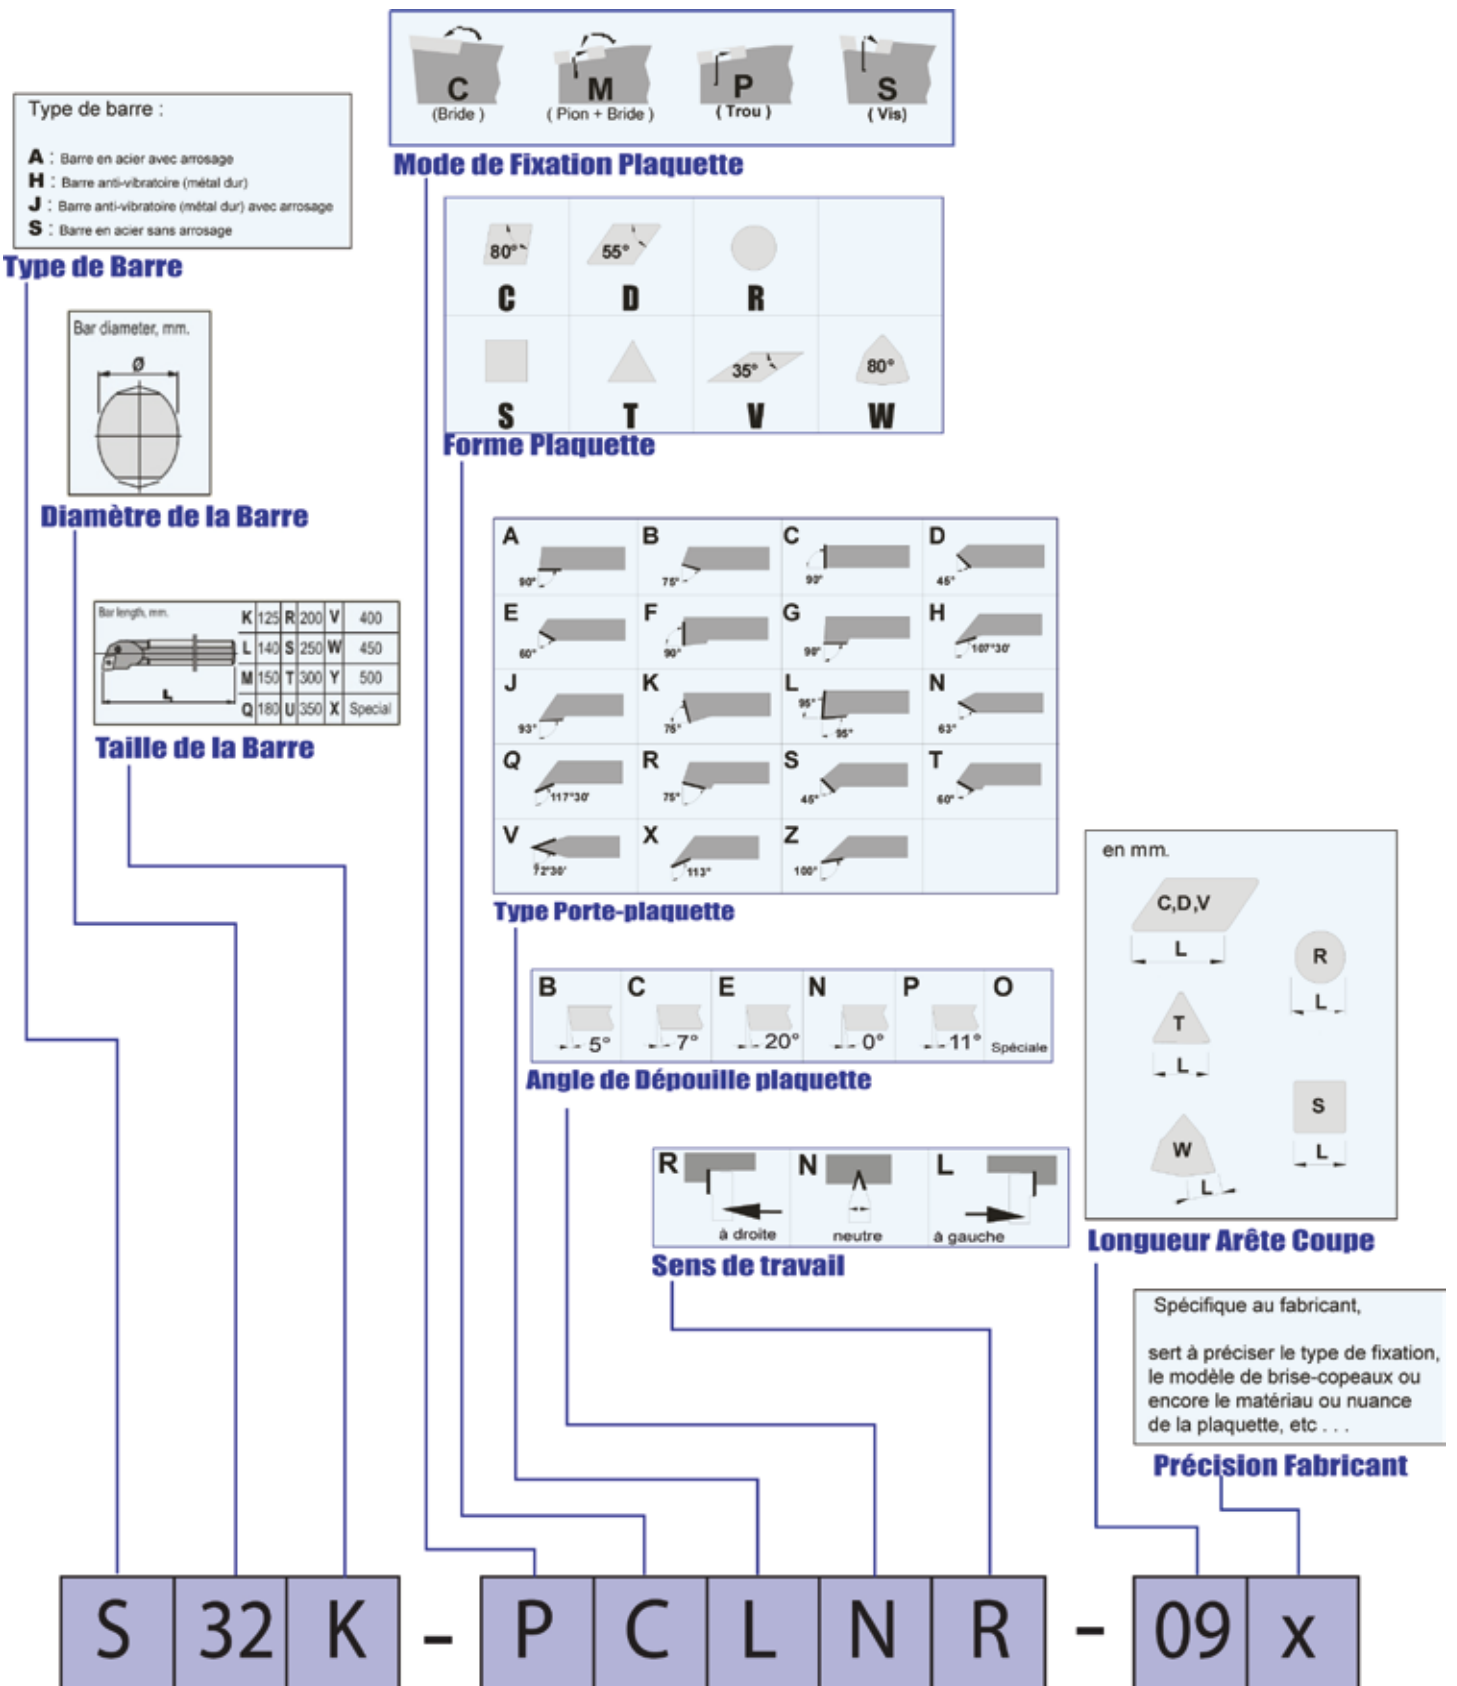 C
(Bride )
M
( Pion + Bride )
P
( Trou )
S
( Vis)
Mode de Fixation Plaquette
Type de barre :
A : Barre en acier avec arrosage
H : Barre anti-vibratoire (métal dur)
J : Barre anti-vibratoire (métal dur) avec arrosage
S : Barre en acier sans arrosage
Type de Barre
80°
55°
C
D
R
35°
80°
S
T
V
W
Forme Plaquette
Bar diameter, mm.
Ø
Diamètre de la Barre
Bar length, mm.
K 125 R 200 V 400
L 140 S 250 W 450
M 150 T 300 Y 500
Q 180 U 350 X Special
L
Taille de la Barre
A
90°
B
75°
C
90°
D
45°
E
60°
F
90°
G
90°
H
107°30'
J
93°
K
75°
L
95°
95°
N
63°
Q
117°30'
R
75°
S
45°
T
60°
V
72°30'
X
113°
Z
100°
Type Porte-plaquette
B
5°
C
7°
E
20°
N
0°
P
11°
O
Spéciale
Angle de Dépouille plaquette
R
à droite
N
neutre
L
à gauche
Sens de travail
en mm.
C,D,V
L
R
L
T
L
S
L
W
L
Longueur Arête Coupe
Spécifique au fabricant,
sert à préciser le type de fixation,
le modèle de brise-copeaux ou
encore le matériau ou nuance
de la plaquette, etc . . .
Précision Fabricant
S 32 K - P C L N R - 09 x